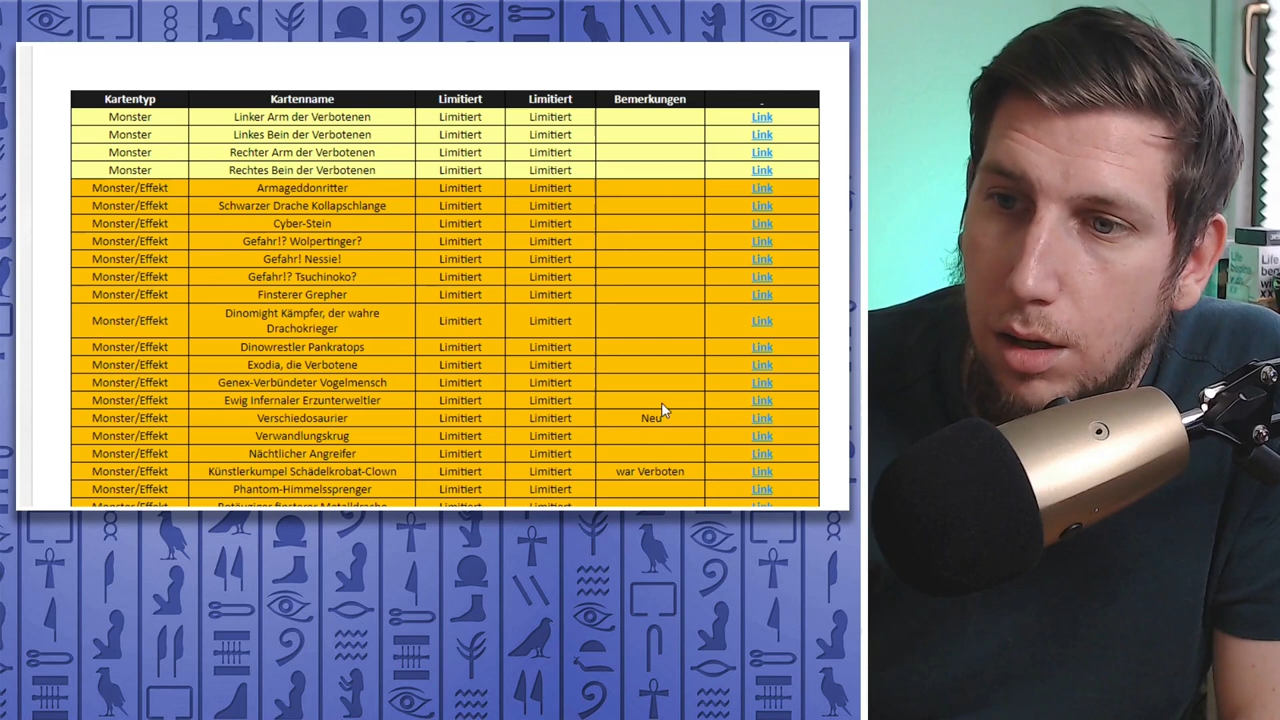 Kartentyp Kartenname Limitiert Limitiert Bemerkungen
Monster Linker Arm der Verbotenen Limitiert Limitiert Link
Monster Linkes Bein der Verbotenen Limitiert Limitiert Link
Monster Rechter Arm der Verbotenen Limitiert Limitiert Link
Monster Rechtes Bein der Verbotenen Limitiert Limitiert Link
Monster/Effekt Armageddonritter Limitiert Limitiert Link
Monster/Effekt Schwarzer Drache Kollapschlange Limitiert Limitiert Link
Monster/Effekt Cyber-Stein Limitiert Limitiert Link
Monster/Effekt Gefahr!? Wolpertinger? Limitiert Limitiert Link
Monster/Effekt Gefahr! Nessie! Limitiert Limitiert Link
Monster/Effekt Gefahr!? Tsuchinoko? Limitiert Limitiert Link
Monster/Effekt Finsterer Grepher Limitiert Limitiert Link
Monster/Effekt Dinomight Kämpfer, der wahre Limitiert Limitiert Link
Drachokrieger
Monster/Effekt Dinowrestler Pankratops Limitiert Limitiert Link
Monster/Effekt Exodia, die Verbotene Limitiert Limitiert Link
Monster/Effekt Genex-Verbündeter Vogelmensch Limitiert Limitiert Link
Monster/Effekt Ewig Infernaler Erzunterweltler Limitiert Limitiert Link
Monster/Effekt Verschiedosaurier Limitiert Limitiert Neu Link
Monster/Effekt Verwandlungskrug Limitiert Limitiert Link
Monster/Effekt Nächtlicher Angreifer Limitiert Limitiert Link
Monster/Effekt Künstlerkumpel Schädelkrobat-Clown Limitiert Limitiert war Verboten Link
Monster/Effekt Phantom-Himmelssprenger Limitiert Limitiert Link
Life
begins